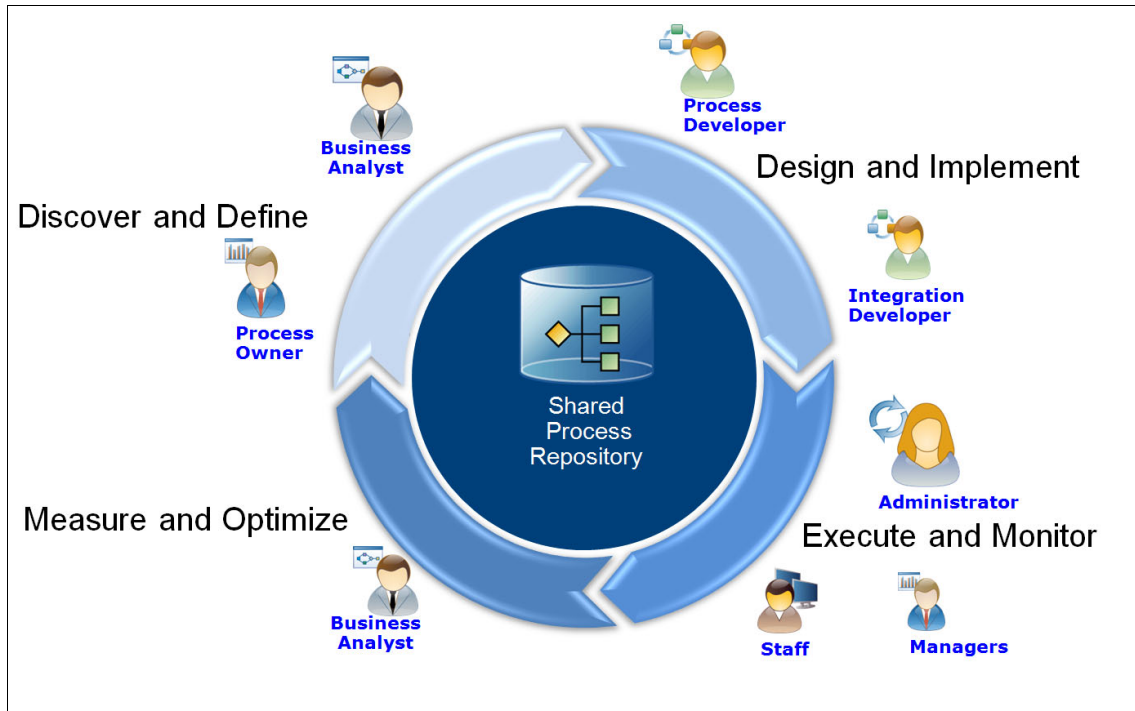 Process
Developer
Business
Analyst
Design and Implement
Discover and Define
Integration
Developer
Process
Owner
Shared
Process
Repository
Administrator
Measure and Optimize
Execute and Monitor
Business
Analyst
Staff
Managers